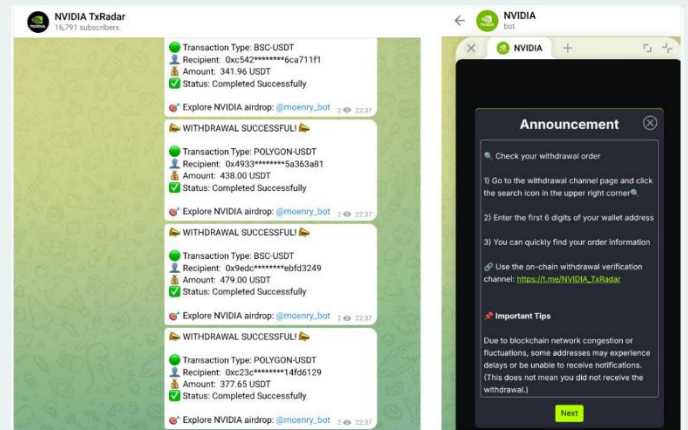 NVIDIA TxRadar
16,791 subscribers
Transaction Type: BSC-USDT
Recipient: 0xc542********6ca711f1
Amount: 341.96 USDT
Status: Completed Successfully
Explore NVIDIA airdrop: @moenry_bot 2 22:37
WITHDRAWAL SUCCESSFUL!
Transaction Type: POLYGON-USDT
Recipient: 0x4933********5a363a81
Amount: 438.00 USDT
Status: Completed Successfully
Explore NVIDIA airdrop: @moenry_bot 2 22:37
WITHDRAWAL SUCCESSFUL!
Transaction Type: BSC-USDT
Recipient: 0x9edc********ebfd3249
Amount: 479.00 USDT
Status: Completed Successfully
Explore NVIDIA airdrop: @moenry_bot 2 22:37
WITHDRAWAL SUCCESSFUL!
Transaction Type: POLYGON-USDT
Recipient: 0xc23c********14fd6129
Amount: 377.65 USDT
Status: Completed Successfully
Explore NVIDIA airdrop: @moenry_bot 2 22:37
NVIDIA
bot
NVIDIA
Announcement
Check your withdrawal order
1) Go to the withdrawal channel page and click
the search icon in the upper right corner
2) Enter the first 6 digits of your wallet address
3) You can quickly find your order information
Use the on-chain withdrawal verification
channel: https://t.me/NVIDIA_TxRadar
Important Tips
Due to blockchain network congestion or
fluctuations, some addresses may experience
delays or be unable to receive notifications.
(This does not mean you did not receive the
withdrawal.)
Next